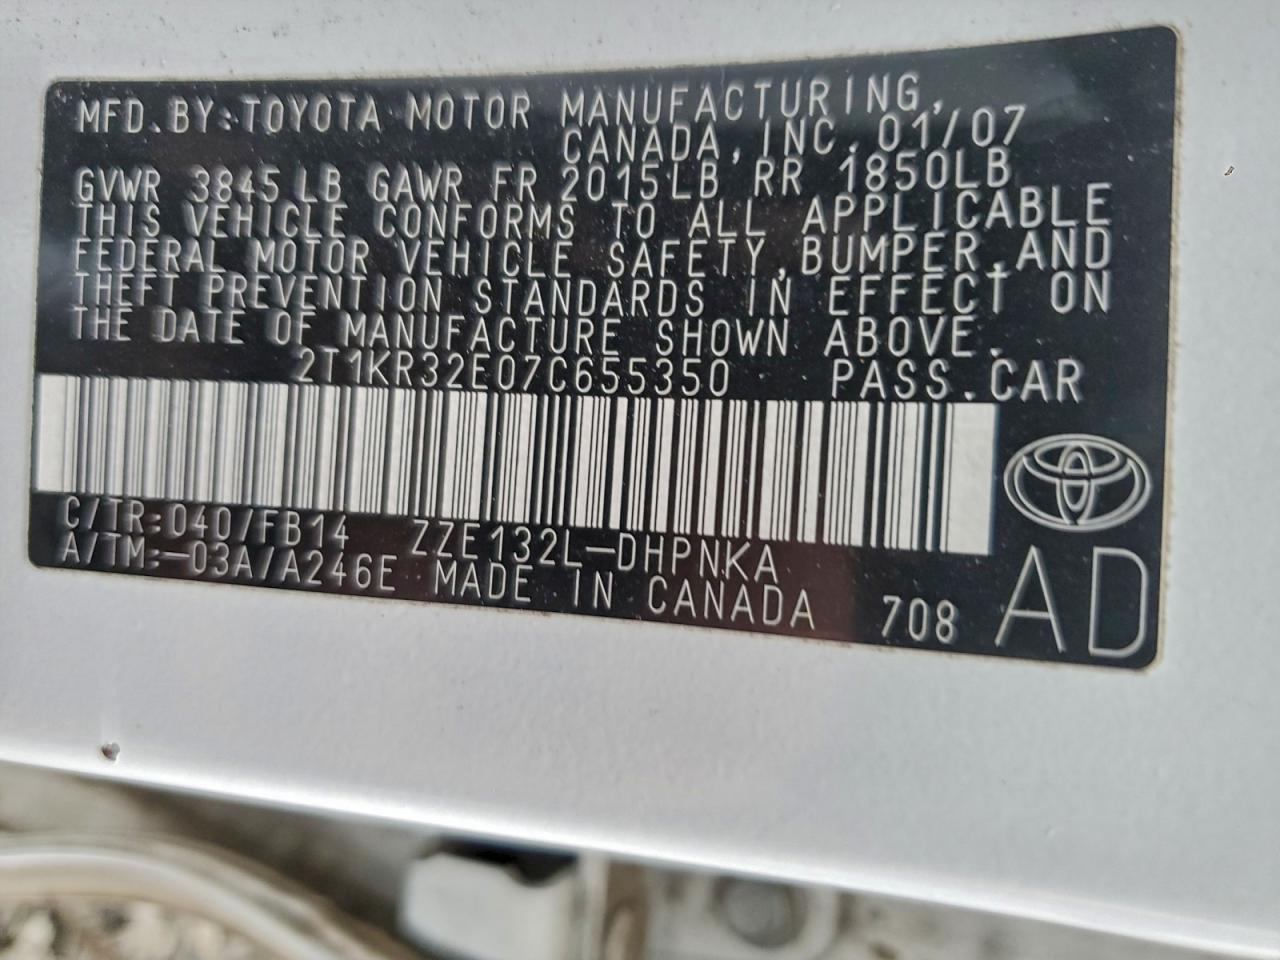 MFD.BY:TOYOTA MOTOR MANUFACTURING,
CANADA, INC. 01/07
GVWR 3845LB GAWR FR 2015LB RR 1850LB
THIS VEHICLE CONFORMS TO ALL APPLICABLE
FEDERAL MOTOR VEHICLE SAFETY, BUMPER, AND
THEFT PREVENTION STANDARDS IN EFFECT ON
THE DATE OF MANUFACTURE SHOWN ABOVE.
2T1KR32E07C655350 PASS.CAR
C/TR:040/FB14 ZZE132L-DHPNKA
A/TM:-03A/A246E MADE IN CANADA 708 AD